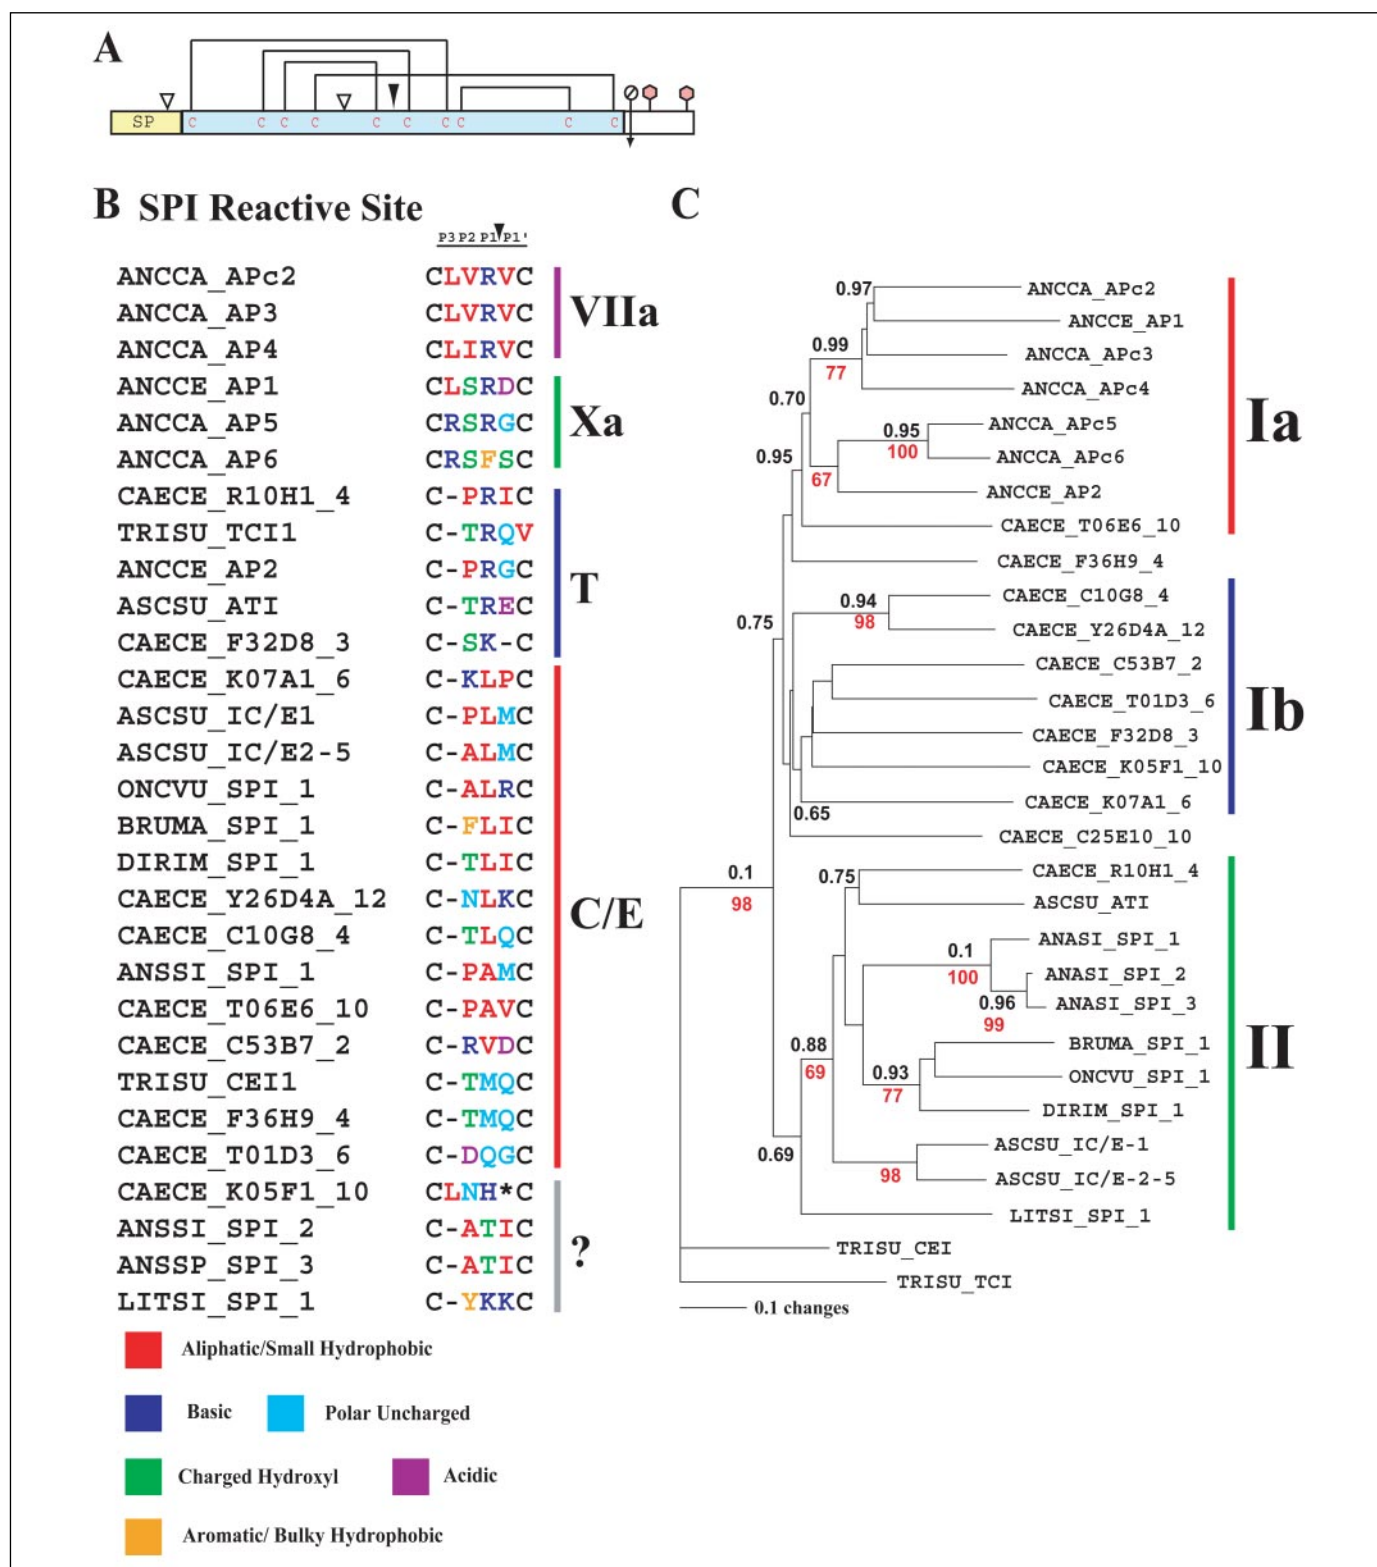 A
SP C C C C C C C C C C
B SPI Reactive Site
P3 P2 P1 P1'
ANCCA_APc2 CLVRVC
ANCCA_AP3 CLVRVC
ANCCA_AP4 CLIRVC
VIIa
ANCCE_AP1 CLSRDC
ANCCA_AP5 CRSRGC
ANCCA_AP6 CRSFSC
Xa
CAECE_R10H1_4 C-PRIC
TRISU_TCI1 C-TRQV
ANCCE_AP2 C-PRGC
ASCSU_ATI C-TREC
CAECE_F32D8_3 C-SK-C
T
CAECE_K07A1_6 C-KLPC
ASCSU_IC/E1 C-PLMC
ASCSU_IC/E2-5 C-ALMC
ONCVU_SPI_1 C-ALRC
BRUMA_SPI_1 C-FLIC
DIRIM_SPI_1 C-TLIC
CAECE_Y26D4A_12 C-NLKC
CAECE_C10G8_4 C-TLQC
ANSSI_SPI_1 C-PAMC
CAECE_T06E6_10 C-PAVC
CAECE_C53B7_2 C-RVDC
TRISU_CEI1 C-TMQC
CAECE_F36H9_4 C-TMQC
CAECE_T01D3_6 C-DQGC
C/E
CAECE_K05F1_10 CLNH*C
ANSSI_SPI_2 C-ATIC
ANSSP_SPI_3 C-ATIC
LITSI_SPI_1 C-YKKC
?
Aliphatic/Small Hydrophobic
Basic
Polar Uncharged
Charged Hydroxyl
Acidic
Aromatic/ Bulky Hydrophobic
C
0.97
ANCCA_APc2
ANCCE_AP1
0.99
77
ANCCA_APc3
ANCCA_APc4
0.70
0.95
100
ANCCA_APc5
ANCCA_APc6
0.95
67
ANCCE_AP2
CAECE_T06E6_10
Ia
CAECE_F36H9_4
0.94
98
CAECE_C10G8_4
CAECE_Y26D4A_12
0.75
CAECE_C53B7_2
CAECE_T01D3_6
CAECE_F32D8_3
CAECE_K05F1_10
CAECE_K07A1_6
0.65
Ib
CAECE_C25E10_10
0.1
98
0.75
CAECE_R10H1_4
ASCSU_ATI
0.1
100
ANASI_SPI_1
ANASI_SPI_2
0.96
99
ANASI_SPI_3
0.88
69
0.93
77
BRUMA_SPI_1
ONCVU_SPI_1
DIRIM_SPI_1
0.69
98
ASCSU_IC/E-1
ASCSU_IC/E-2-5
LITSI_SPI_1
II
TRISU_CEI
TRISU_TCI
0.1 changes